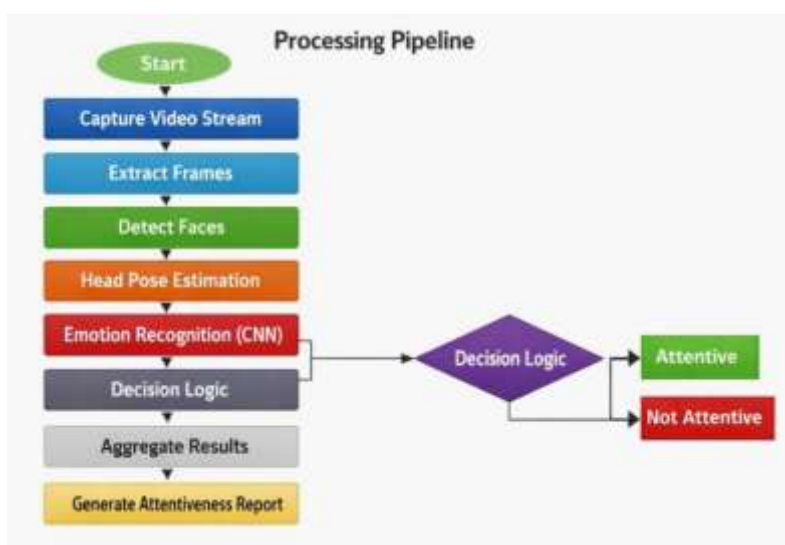 Processing Pipeline
Start
Capture Video Stream
Extract Frames
Detect Faces
Head Pose Estimation
Emotion Recognition (CNN)
Decision Logic
Aggregate Results
Generate Attentiveness Report
Decision Logic
Attentive
Not Attentive